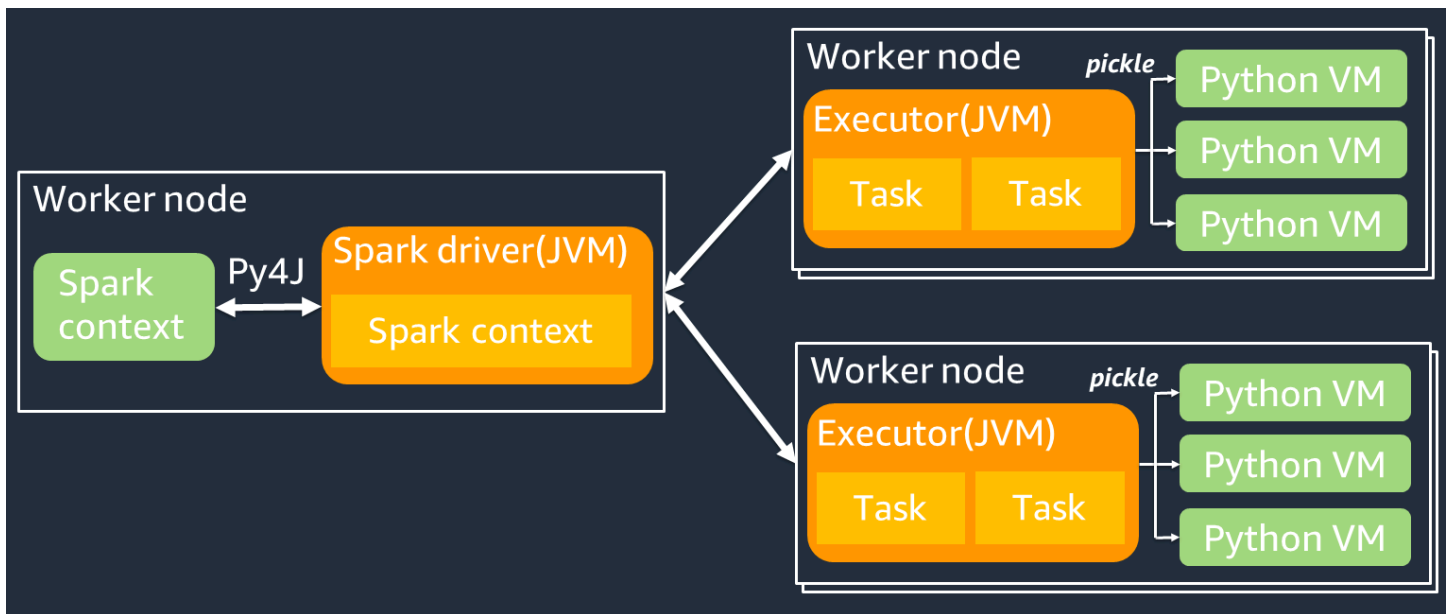 Worker node
Spark
context
Py4J
Spark driver(JVM)
Spark context
Worker node
pickle
Executor(JVM)
Task
Task
Python VM
Python VM
Python VM
Worker node
pickle
Executor(JVM)
Task
Task
Python VM
Python VM
Python VM